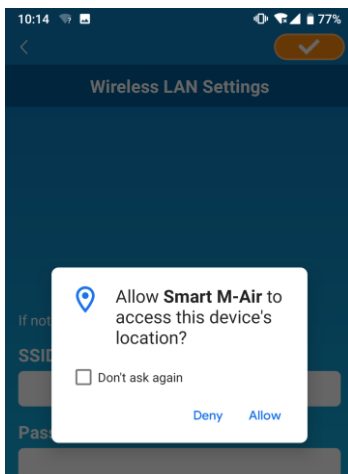 10:14 77%
Wireless LAN Settings
Allow Smart M-Air to
access this device's
location?
If not
SSID
Don't ask again
Deny Allow
Pass